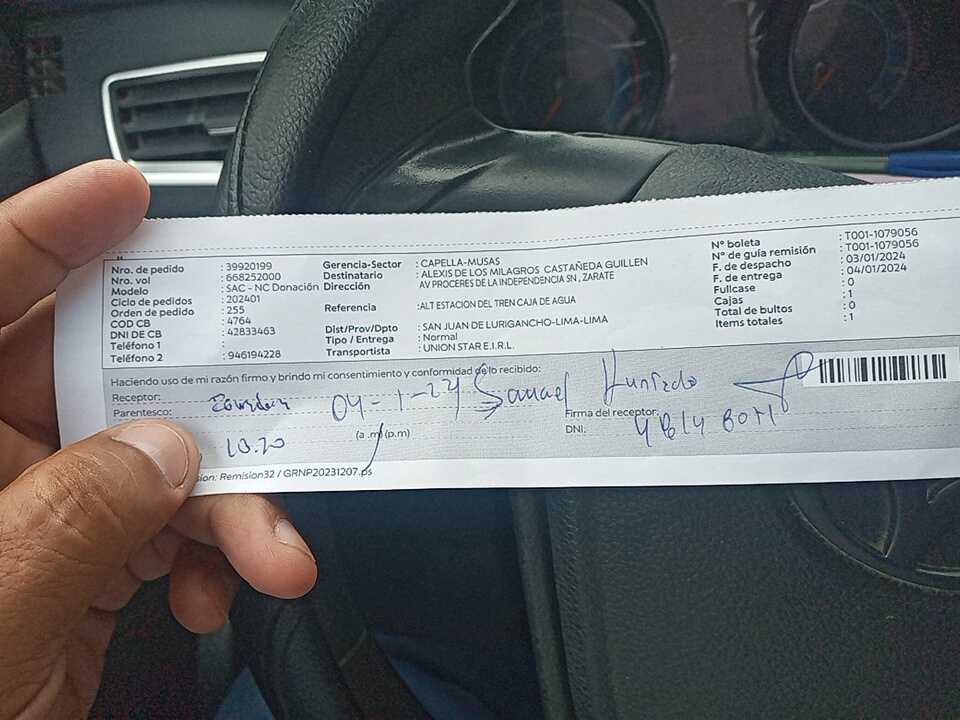 Nro. de pedido : 39920199
Nro. vol : 668252000
Modelo : SAC - NC Donación
Ciclo de pedidos : 202401
Orden de pedido : 255
COD CB : 4764
DNI DE CB : 42833463
Teléfono 1 :
Teléfono 2 : 946194228
Gerencia-Sector : CAPELLA-MUSAS
Destinatario : ALEXIS DE LOS MILAGROS CASTAÑEDA GUILLEN
Dirección : AV PROCERES DE LA INDEPENDENCIA SN , ZARATE
Referencia : ALT ESTACION DEL TREN CAJA DE AGUA
Dist/Prov/Dpto : SAN JUAN DE LURIGANCHO-LIMA-LIMA
Tipo / Entrega : Normal
Transportista : UNION STAR E.I.R.L.
N° boleta : T001-1079056
N° de guía remisión : T001-1079056
F. de despacho : 03/01/2024
F. de entrega : 04/01/2024
Fullcase : 0
Cajas : 1
Total de bultos : 0
Items totales : 1
Haciendo uso de mi razón firmo y brindo mi consentimiento y conformidad de lo recibido:
Receptor:
04-1-24 Samael
Parentesco:
Firma del receptor:
10.20 (a .m) (p.m)
DNI:
ion: Remision32 / GRNP20231207.ps